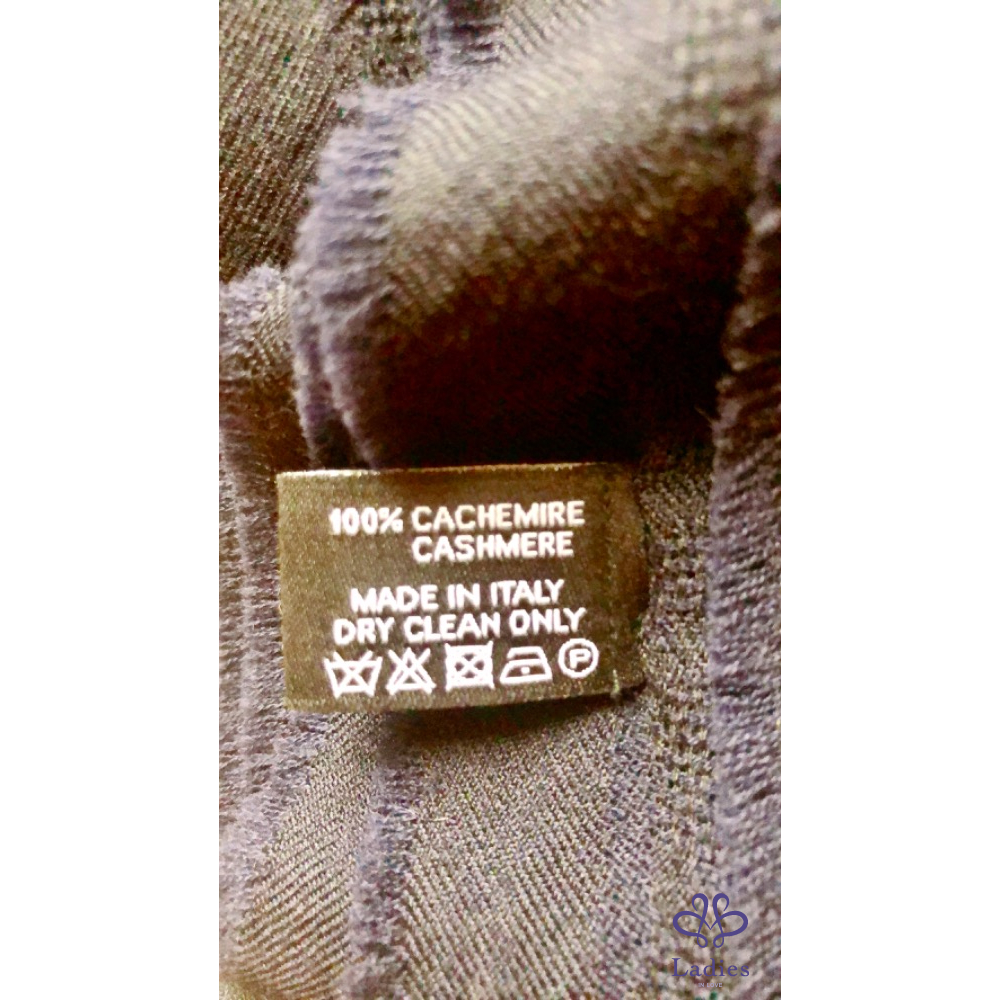 100% CACHEMIRE
CASHMERE
MADE IN ITALY
DRY CLEAN ONLY
P
Ladies